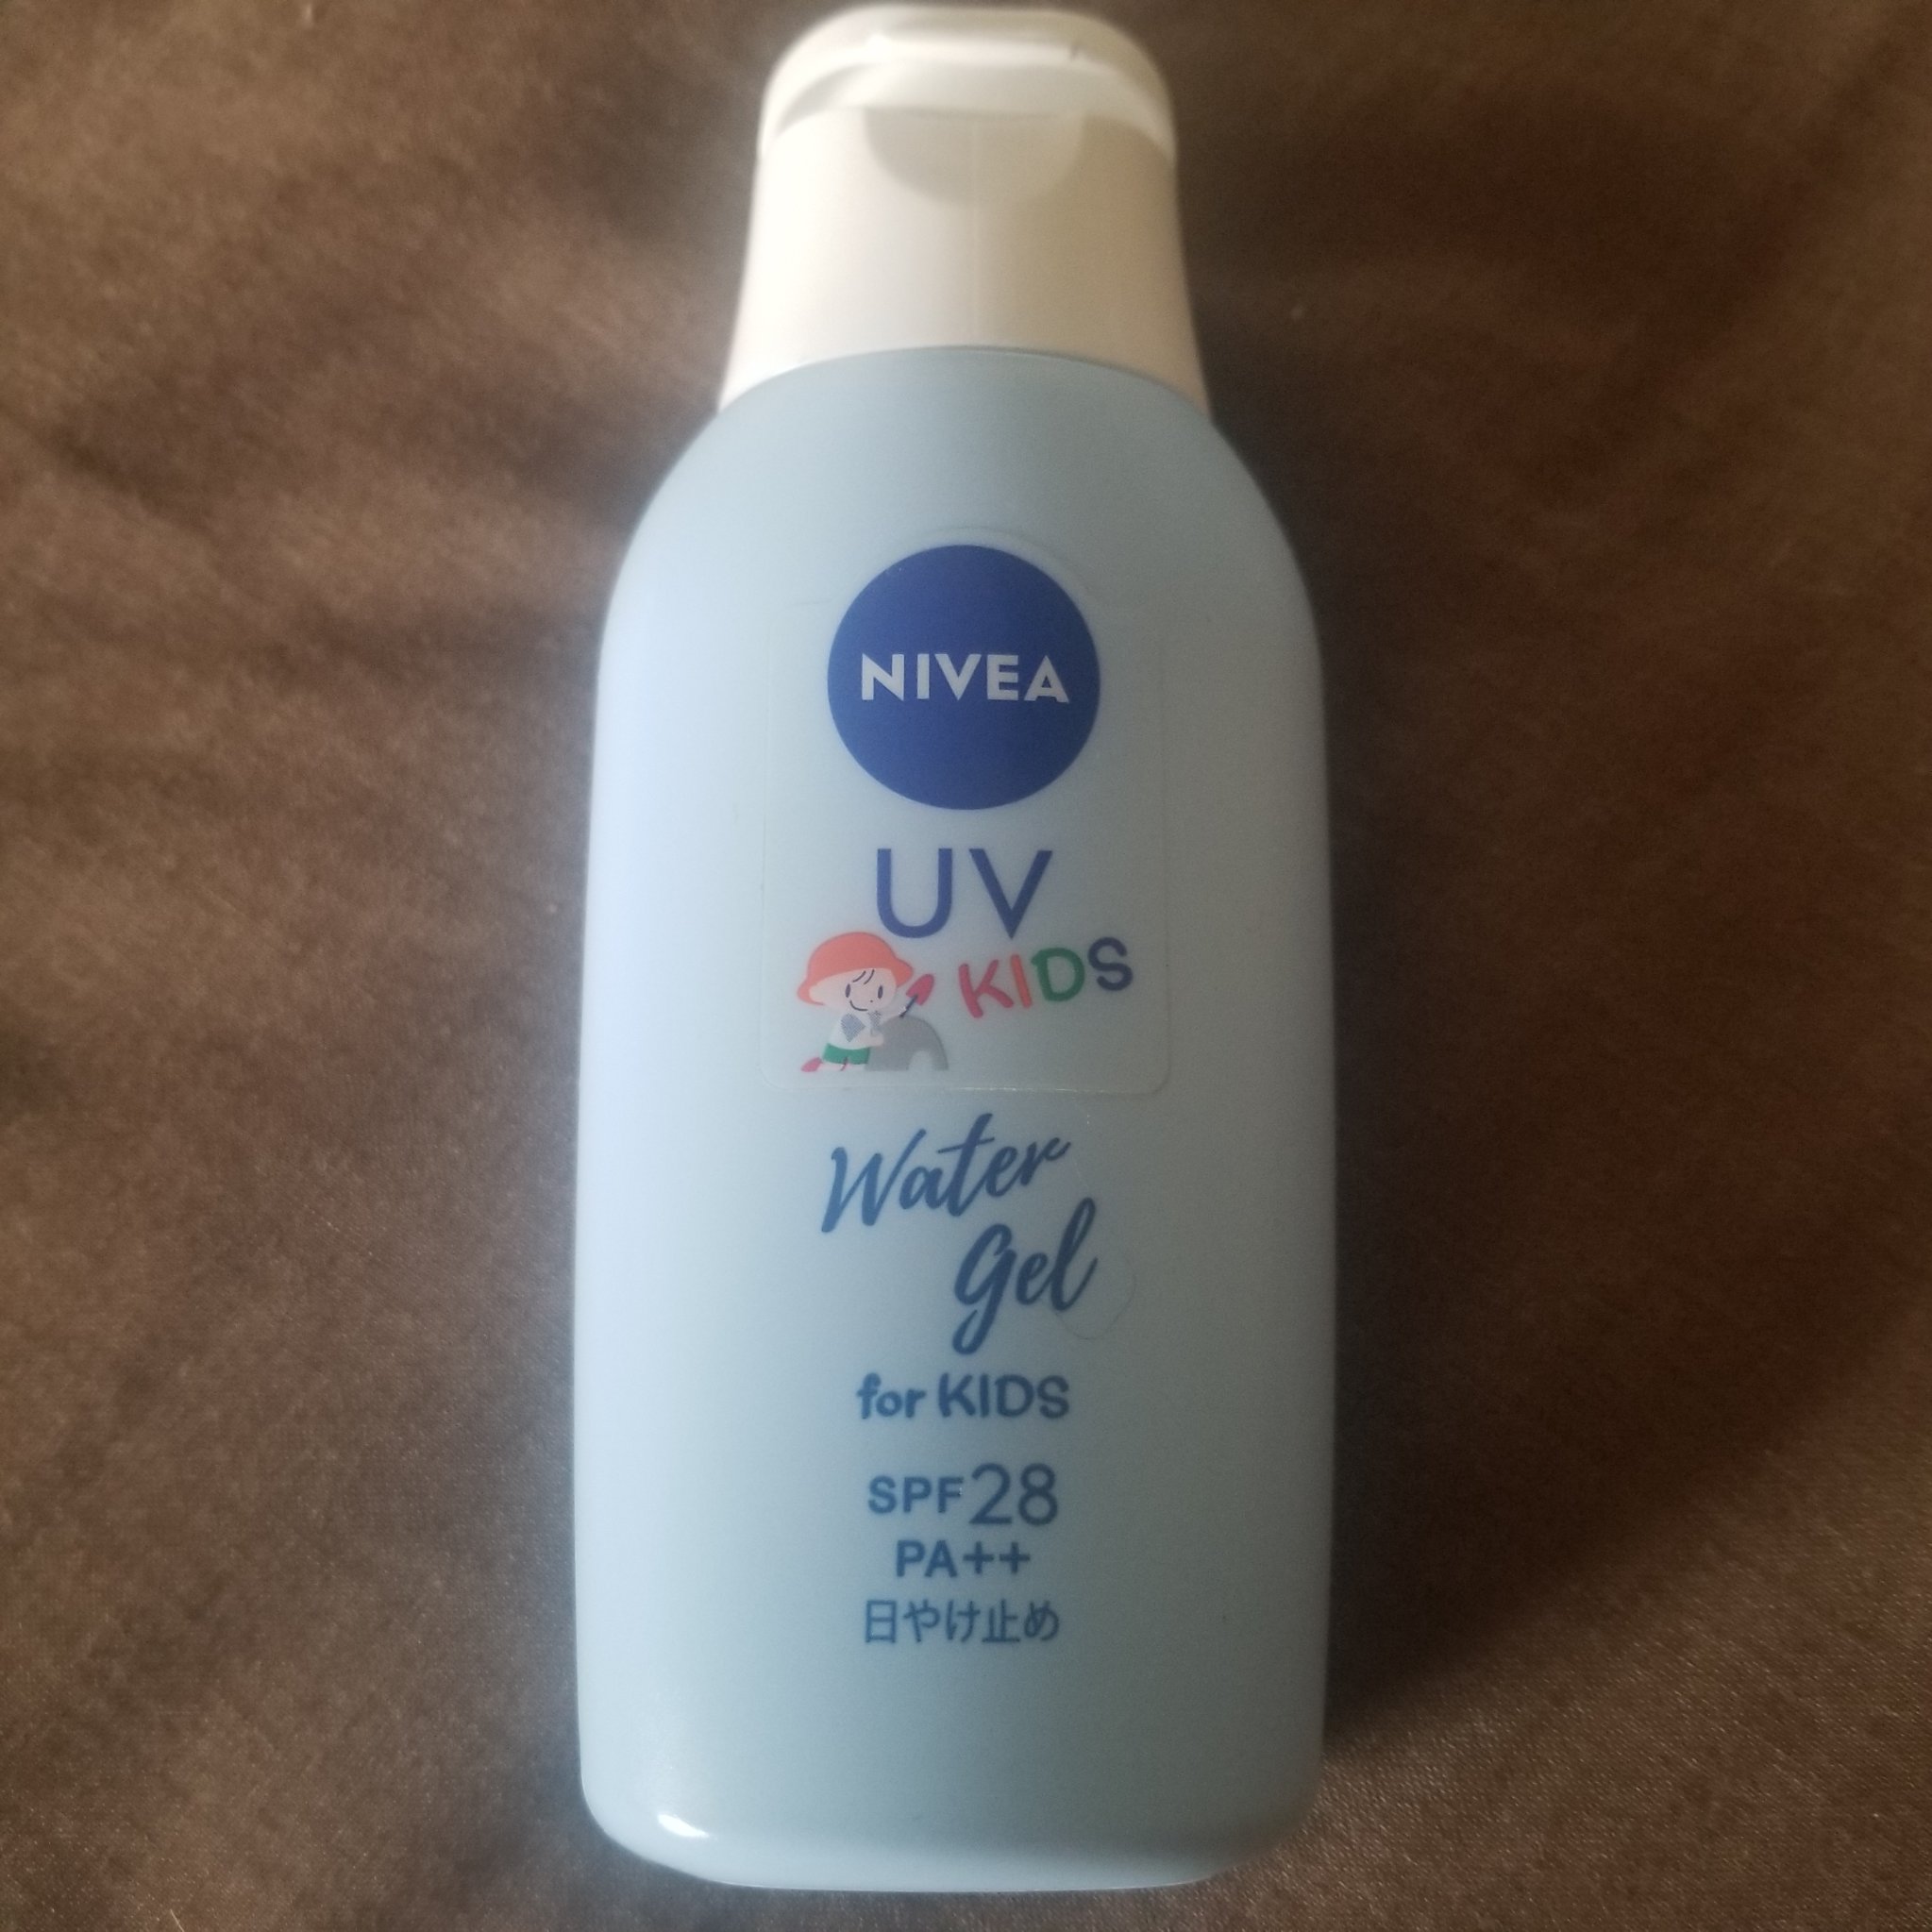 NIVEA
UV
KIDS
Water
Gel
for KIDS
SPF28
PA++
日やけ止め